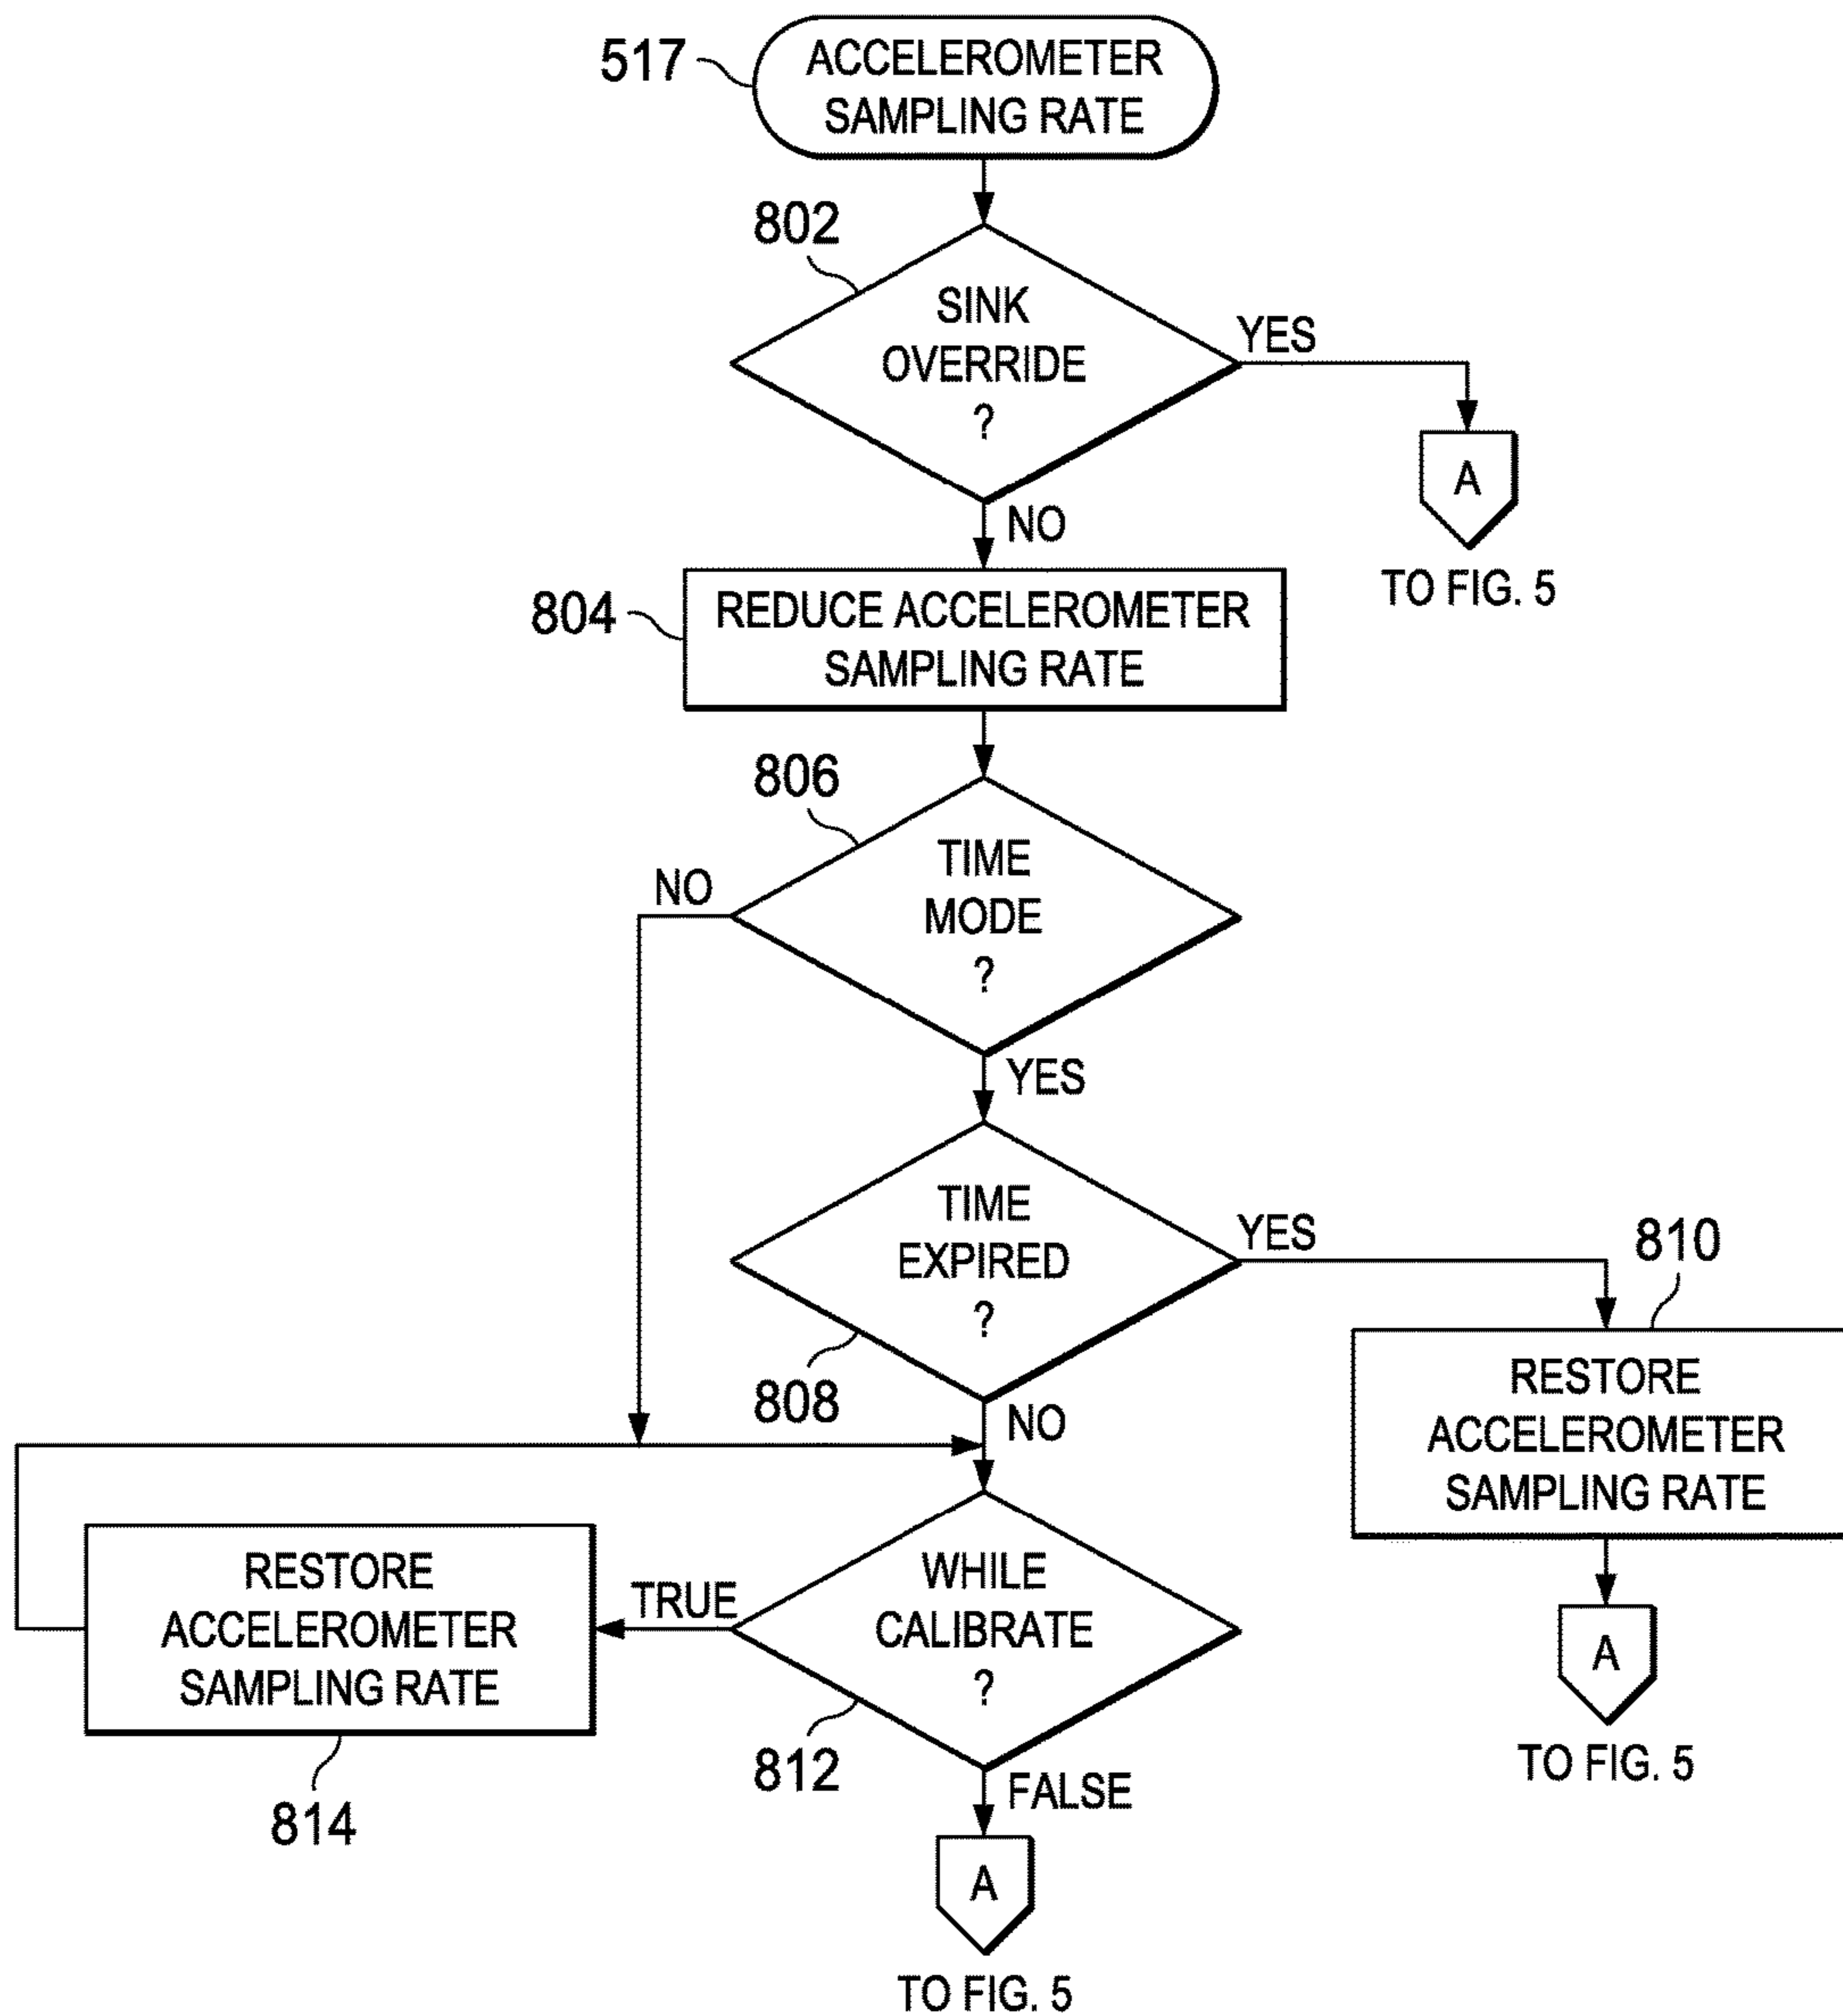 517
ACCELEROMETER
SAMPLING RATE
802
SINK
OVERRIDE
?
YES
A
TO FIG. 5
NO
804
REDUCE ACCELEROMETER
SAMPLING RATE
806
TIME
MODE
?
NO
YES
TIME
EXPIRED
?
808
YES
810
RESTORE
ACCELEROMETER
SAMPLING RATE
A
TO FIG. 5
NO
WHILE
CALIBRATE
?
812
TRUE
RESTORE
ACCELEROMETER
SAMPLING RATE
814
FALSE
A
TO FIG. 5